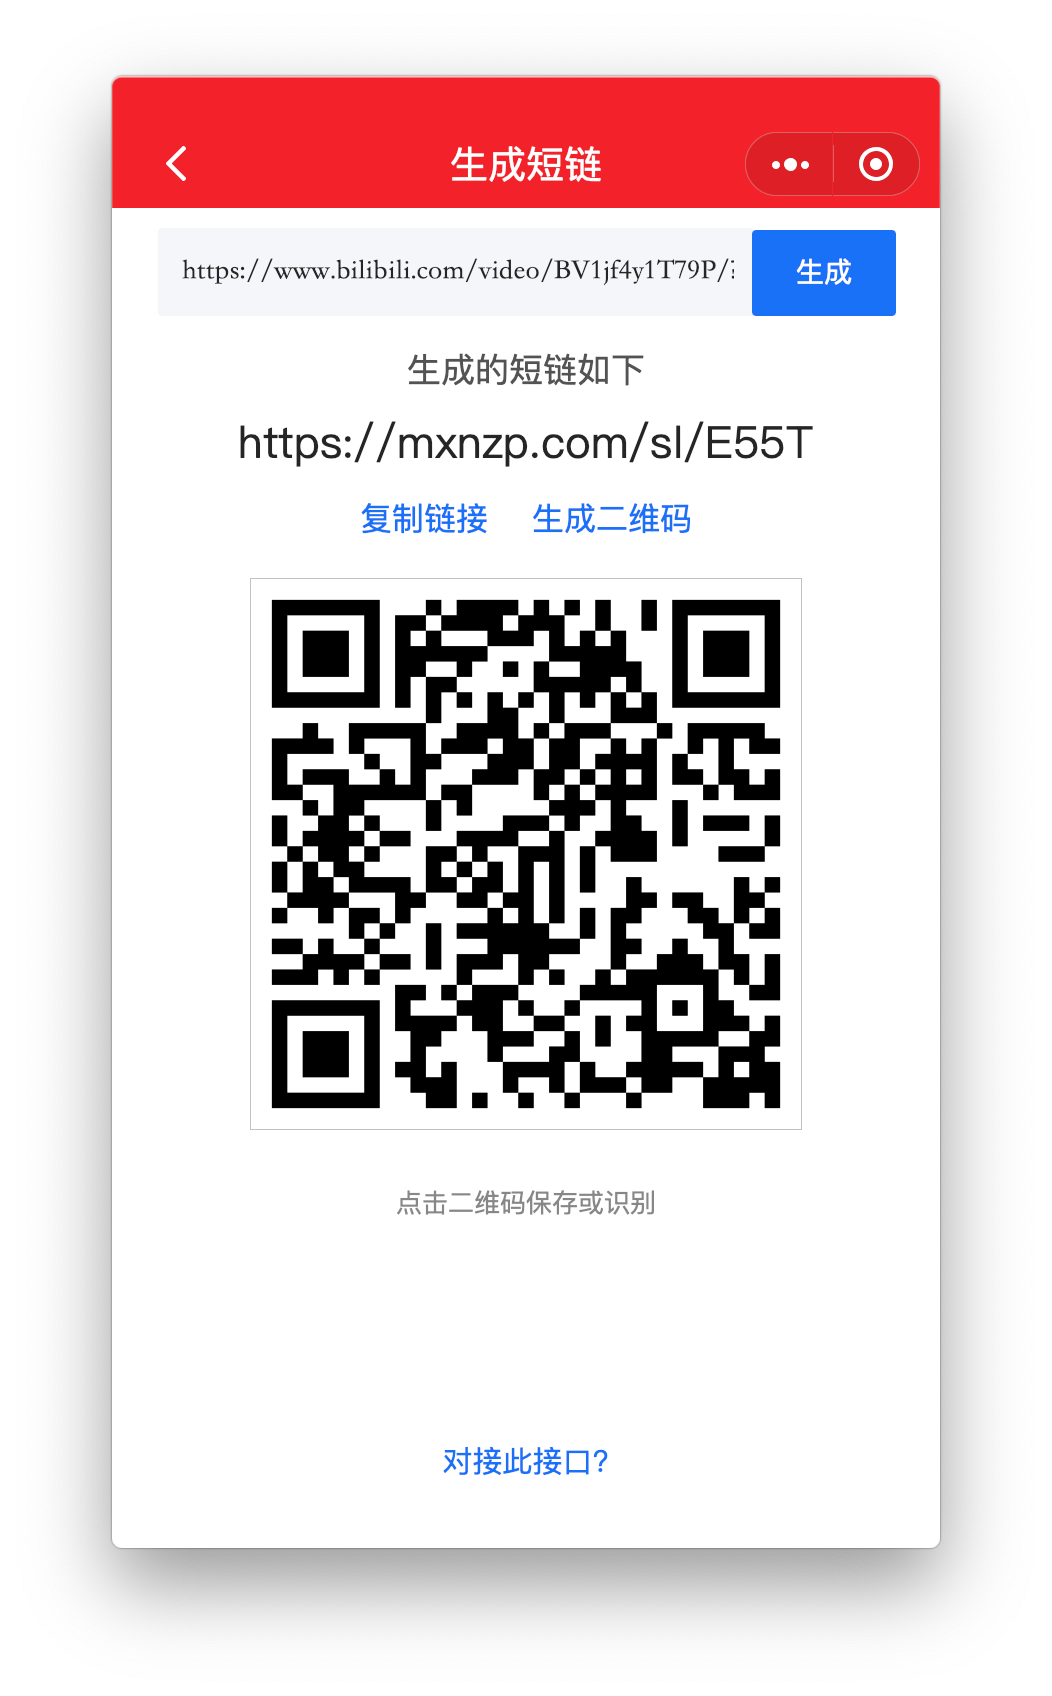 生成短链
https://www.bilibili.com/video/BV1jf4y1T79P/
生成
生成的短链如下
https://mxnzp.com/sl/E55T
复制链接 生成二维码
点击二维码保存或识别
对接此接口?